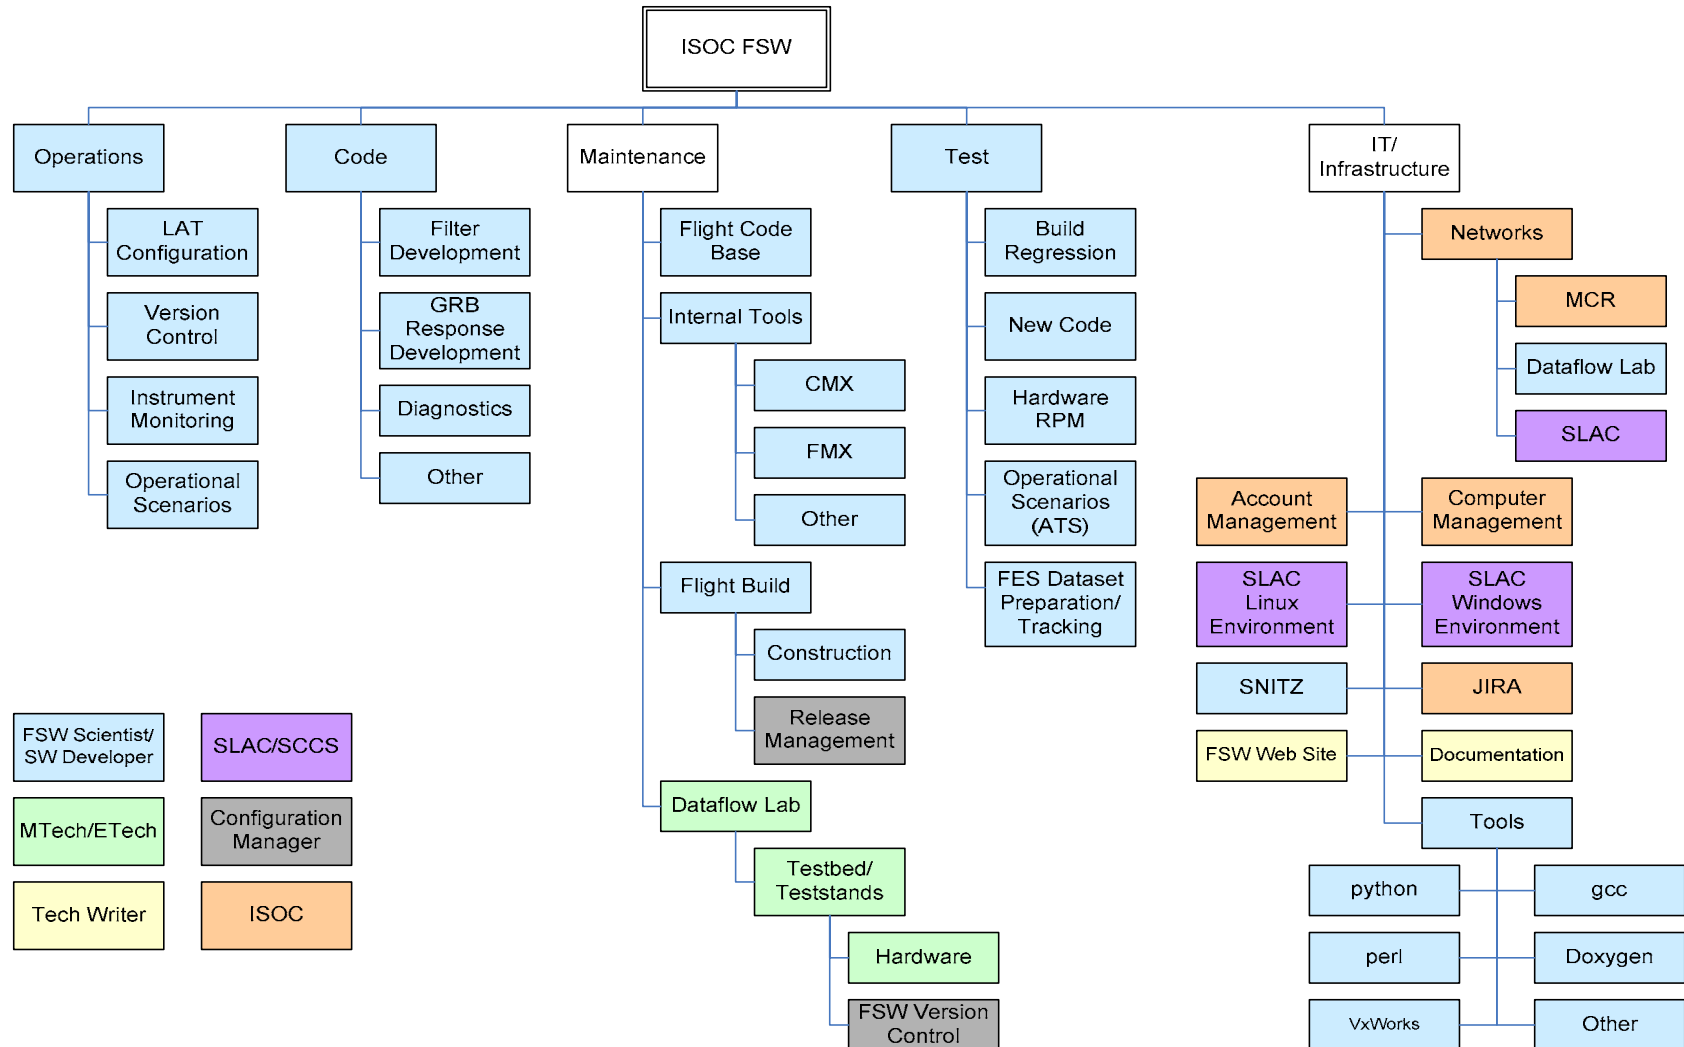 ISOC FSW
Operations
Code
Maintenance
Test
IT/
Infrastructure
LAT
Configuration
Version
Control
Instrument
Monitoring
Operational
Scenarios
Filter
Development
GRB
Response
Development
Diagnostics
Other
Flight Code
Base
Internal Tools
CMX
FMX
Other
Flight Build
Construction
Release
Management
Dataflow Lab
Testbed/
Teststands
Hardware
FSW Version
Control
Build
Regression
New Code
Hardware
RPM
Operational
Scenarios
(ATS)
FES Dataset
Preparation/
Tracking
Networks
MCR
Dataflow Lab
SLAC
Account
Management
Computer
Management
SLAC
Linux
Environment
SLAC
Windows
Environment
SNITZ
JIRA
FSW Web Site
Documentation
Tools
python
gcc
perl
Doxygen
VxWorks
Other
FSW Scientist/
SW Developer
SLAC/SCCS
MTech/ETech
Configuration
Manager
Tech Writer
ISOC